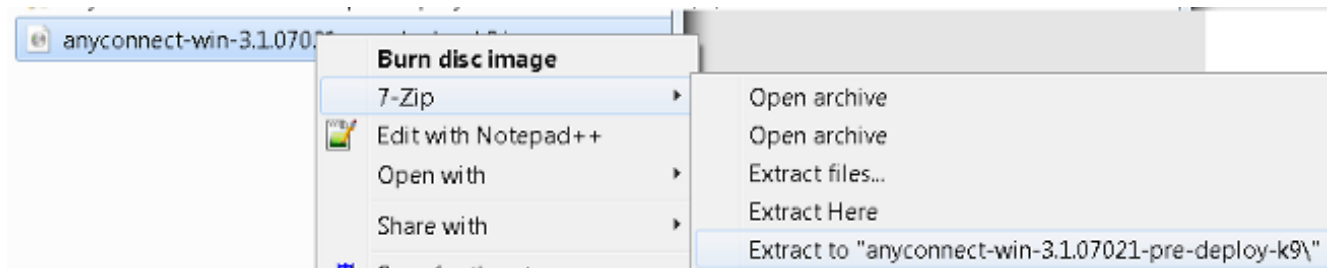 anyconnect-win-3.1.070
Burn disc image
7-Zip
Open archive
Edit with Notepad++
Open archive
Open with
Extract files...
Share with
Extract Here
Extract to "anyconnect-win-3.1.07021-pre-deploy-k9\"